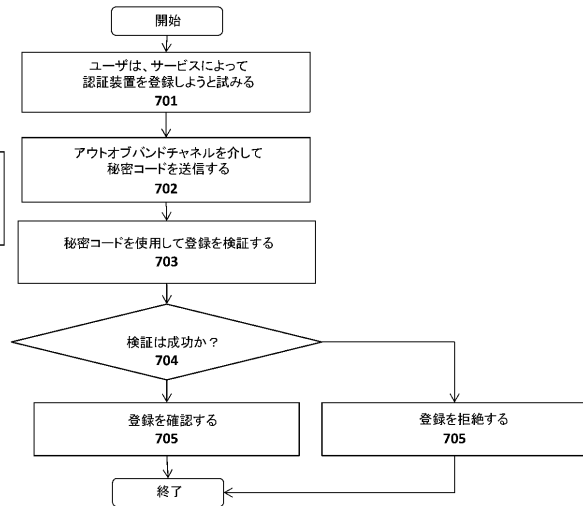 開始
ユーザは、サービスによって
認証装置を登録しようと試みる
701
アウトオブバンドチャネルを介して
秘密コードを送信する
702
秘密コードを使用して登録を検証する
703
検証は成功か？
704
登録を確認する
705
登録を拒絶する
705
終了